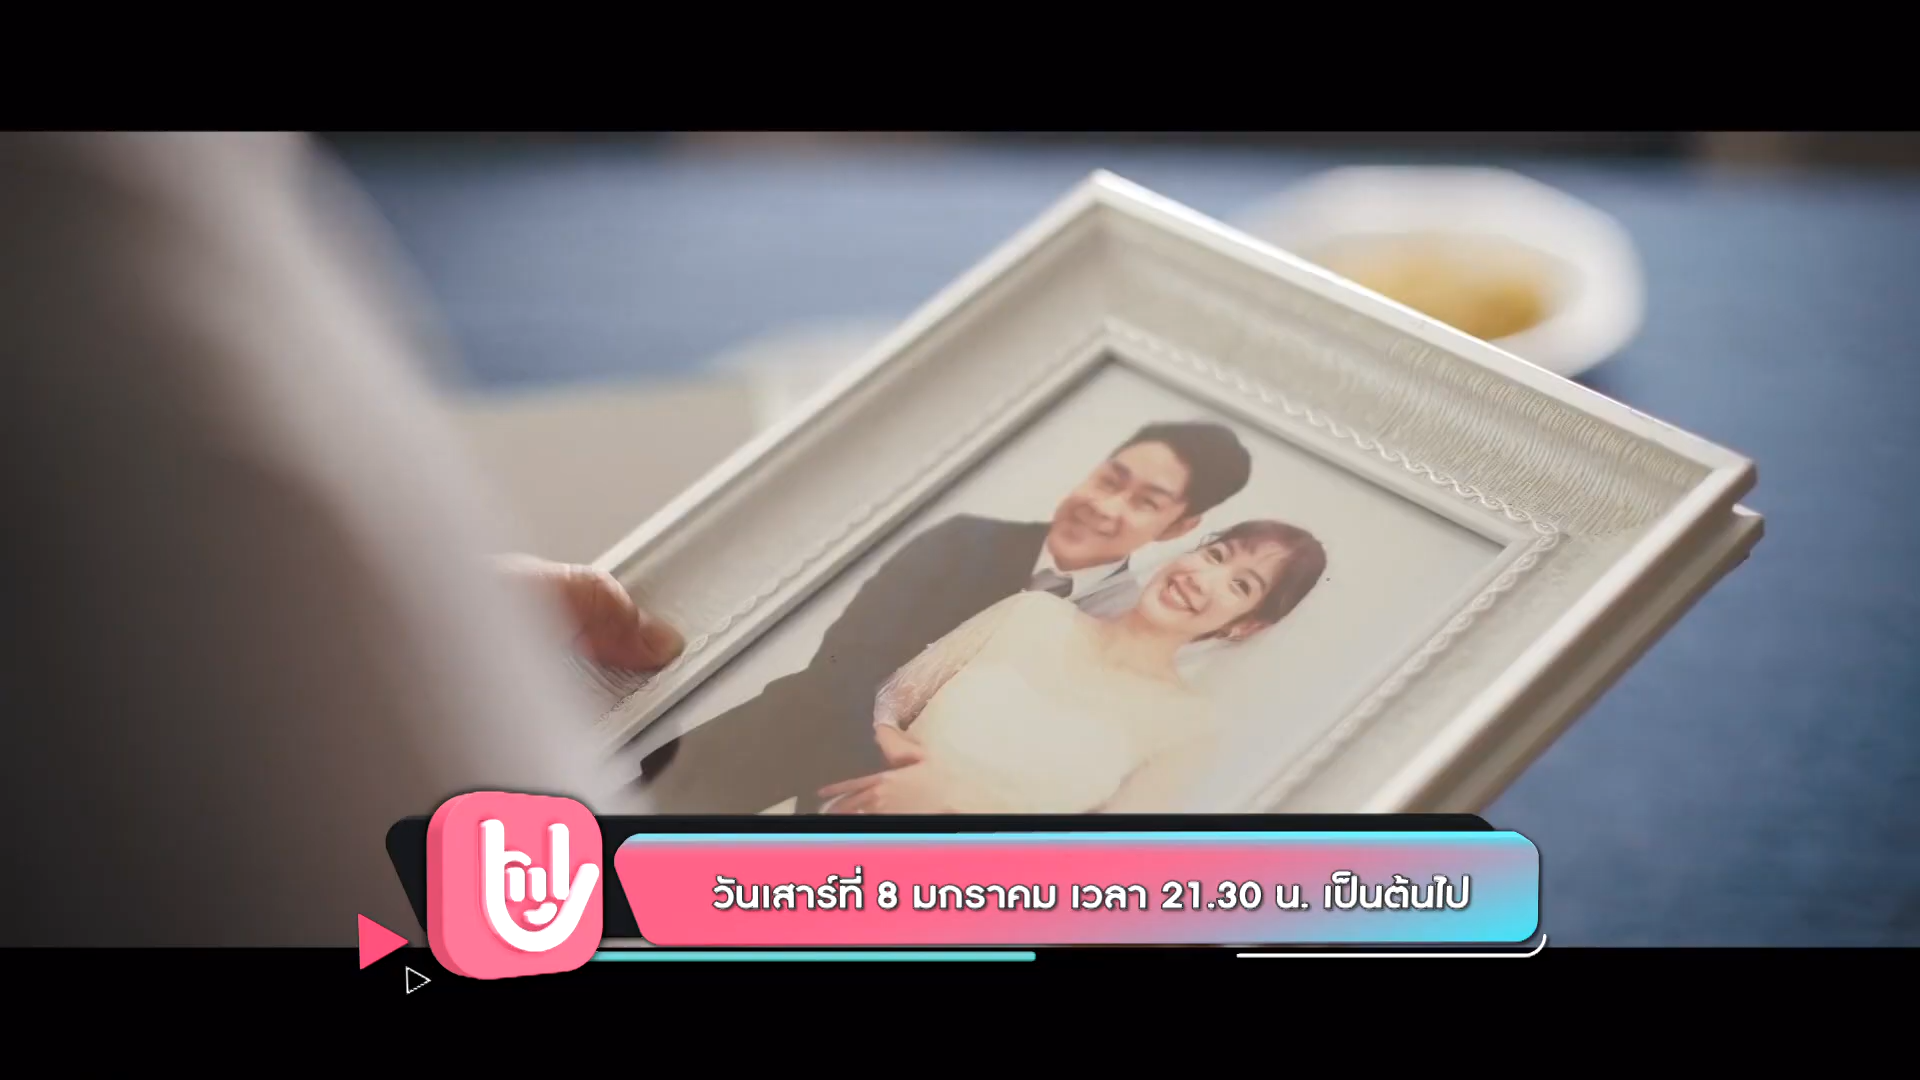 วันเสาร์ที่ 8 มกราคม เวลา 21.30 น. เป็นต้นไป